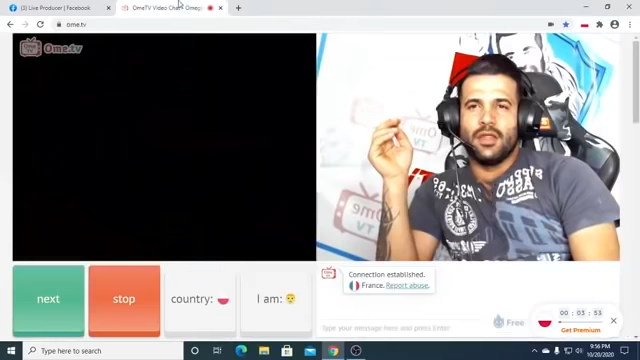 (3) Live Producer | Facebook
OmeTV Video Chat
ome.tv
Ome.tv
Ome
TV
next
stop
country:
I am:
Connection established.
France. Report abuse.
Type your message here and press Enter
Free
00 : 03 : 53
Get Premium
Type here to search
9:56 PM
10/20/2020